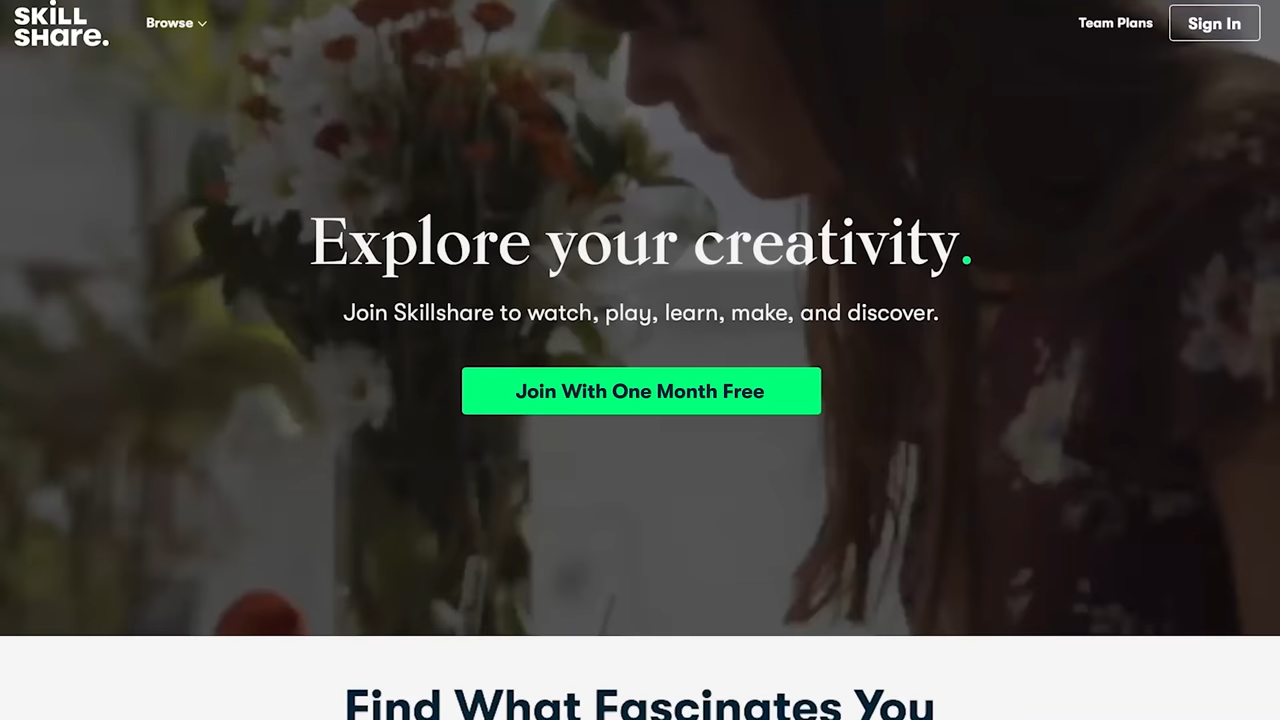 SKiLL
SHare.
Browse
Team Plans
Sign In
Explore your creativity.
Join Skillshare to watch, play, learn, make, and discover.
Join With One Month Free
Find What Fascinates You